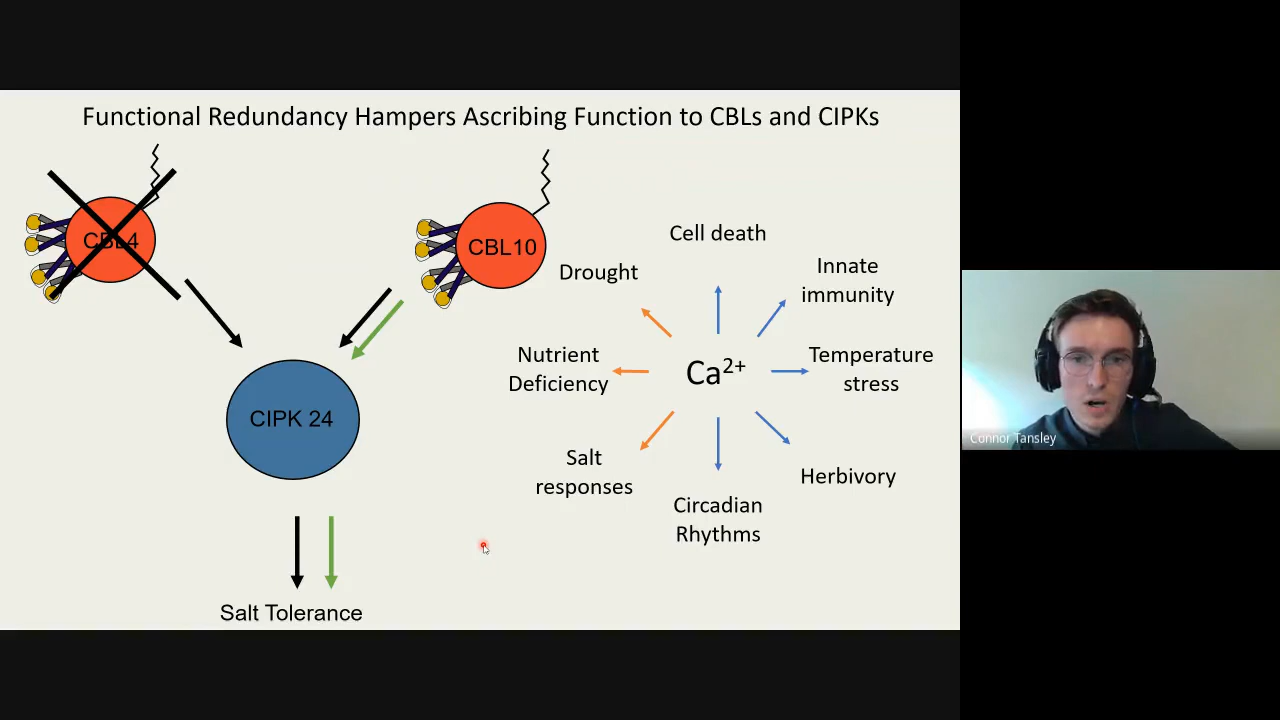 Functional Redundancy Hampers Ascribing Function to CBLs and CIPKs
CBL4
CBL10
CIPK 24
Salt Tolerance
Cell death
Drought
Innate
immunity
Nutrient
Deficiency
Ca²⁺
Temperature
stress
Salt
responses
Herbivory
Circadian
Rhythms
Connor Tansley